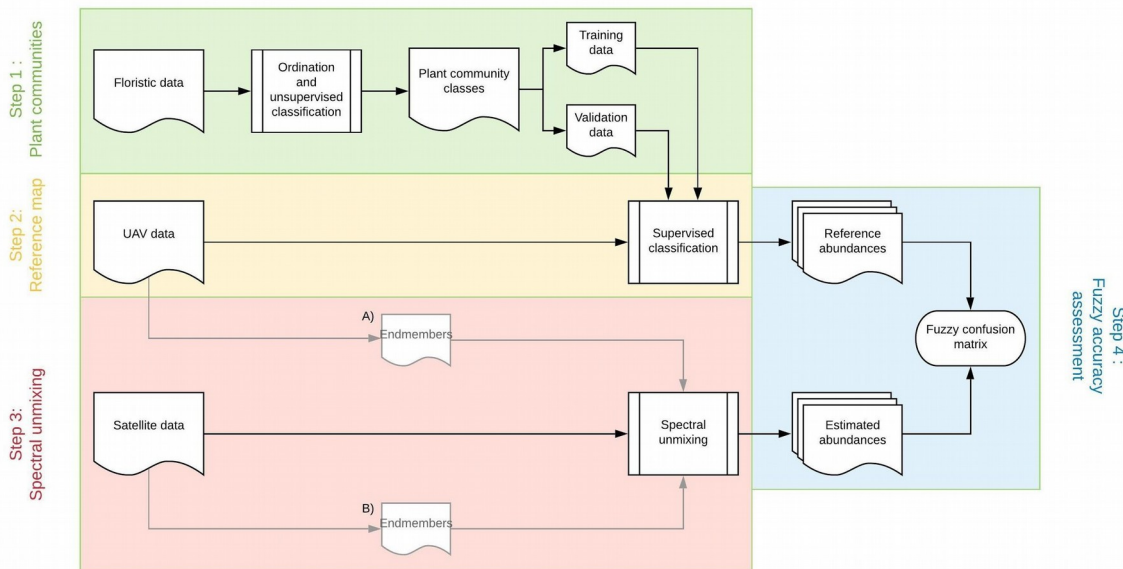 Step 1 :
Plant communities
Floristic data
Ordination
and
unsupervised
classification
Plant community
classes
Training
data
Validation
data
Step 2:
Reference map
UAV data
Supervised
classification
Reference
abundances
Step 3:
Spectral unmixing
A)
Endmembers
Satellite data
Spectral
unmixing
Estimated
abundances
B)
Endmembers
Fuzzy confusion
matrix
Step 4 :
Fuzzy accuracy
assessment